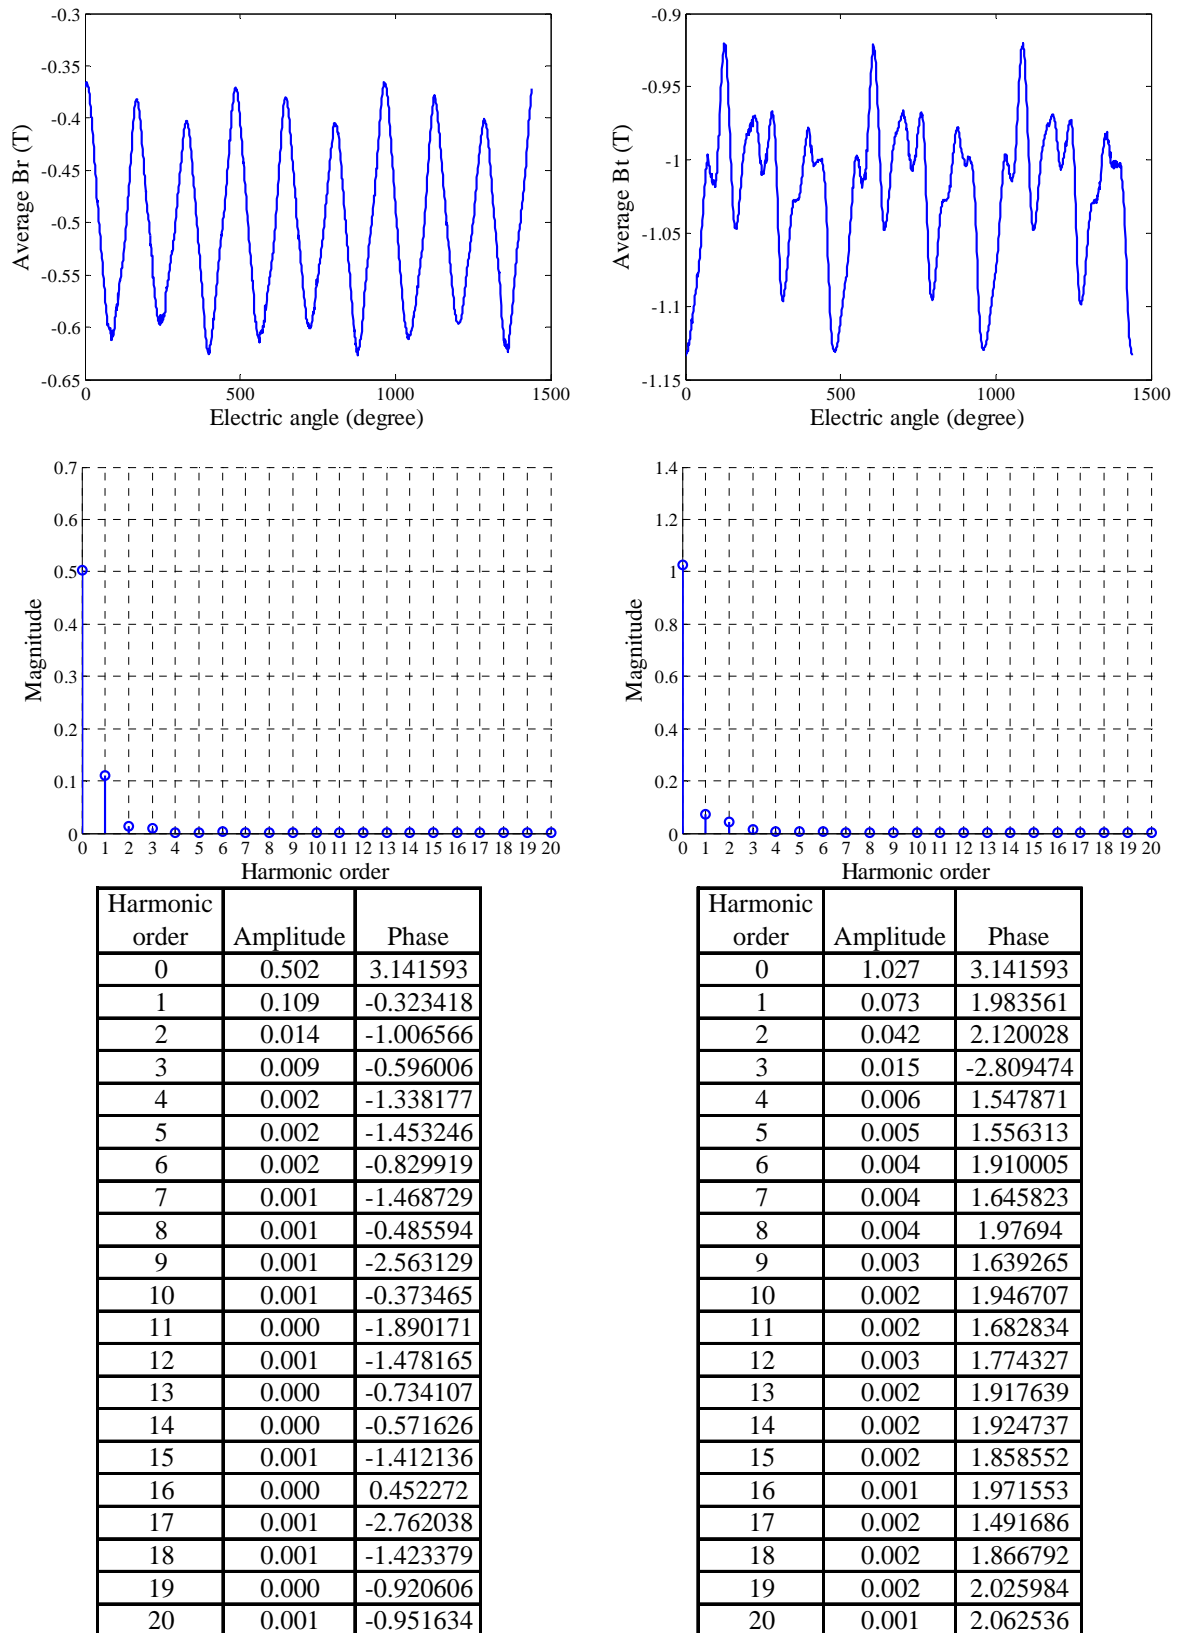 -0.3
-0.35
-0.4
-0.45
-0.5
-0.55
-0.6
-0.65
0 500 1000 1500
Average Br (T)
Electric angle (degree)
-0.9
-0.95
-1
-1.05
-1.1
-1.15
0 500 1000 1500
Average Bt (T)
Electric angle (degree)
0.7
0.6
0.5
0.4
0.3
0.2
0.1
0
0 1 2 3 4 5 6 7 8 9 10 11 12 13 14 15 16 17 18 19 20
Magnitude
Harmonic order
1.4
1.2
1
0.8
0.6
0.4
0.2
0
0 1 2 3 4 5 6 7 8 9 10 11 12 13 14 15 16 17 18 19 20
Magnitude
Harmonic order
Harmonic
order Amplitude Phase
0 0.502 3.141593
1 0.109 -0.323418
2 0.014 -1.006566
3 0.009 -0.596006
4 0.002 -1.338177
5 0.002 -1.453246
6 0.002 -0.829919
7 0.001 -1.468729
8 0.001 -0.485594
9 0.001 -2.563129
10 0.001 -0.373465
11 0.000 -1.890171
12 0.001 -1.478165
13 0.000 -0.734107
14 0.000 -0.571626
15 0.001 -1.412136
16 0.000 0.452272
17 0.001 -2.762038
18 0.001 -1.423379
19 0.000 -0.920606
20 0.001 -0.951634
Harmonic
order Amplitude Phase
0 1.027 3.141593
1 0.073 1.983561
2 0.042 2.120028
3 0.015 -2.809474
4 0.006 1.547871
5 0.005 1.556313
6 0.004 1.910005
7 0.004 1.645823
8 0.004 1.97694
9 0.003 1.639265
10 0.002 1.946707
11 0.002 1.682834
12 0.003 1.774327
13 0.002 1.917639
14 0.002 1.924737
15 0.002 1.858552
16 0.001 1.971553
17 0.002 1.491686
18 0.002 1.866792
19 0.002 2.025984
20 0.001 2.062536